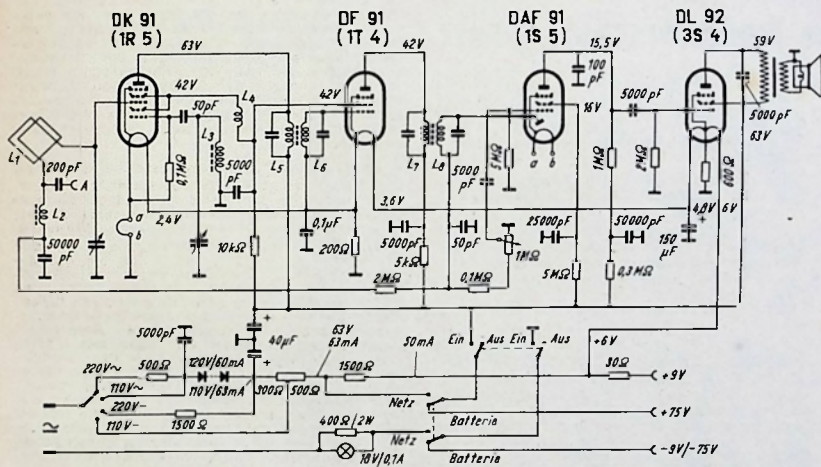 DK 91 (1R 5)
DF 91 (1T 4)
DAF 91 (1S 5)
DL 92 (3S 4)
63V
42V
15,5V
59V
42V
50pF
L4
42V
100 pF
16V
5000pF
5000pF
63V
L1
L3
L5
L6
L7
L8
200pF
A
0,1MΩ
5000 pF
5MΩ
5000 pF
a b
1MΩ
2MΩ
600Ω
L2
a
b
2,4V
3,6V
4,8V
6V
50000 pF
10kΩ
0,1µF
200Ω
5000pF
5kΩ
50pF
1MΩ
25000pF
50000pF
150 µF
2MΩ
0,1MΩ
5MΩ
0,3MΩ
5000pF
40µF
63V
63mA
50mA
Ein
Aus
Ein
Aus
+6V
220V~
500Ω
120V/60mA
110V/63mA
300Ω
500Ω
1500Ω
30Ω
+9V
110V~
220V–
110V–
1500Ω
Netz
Batterie
+75V
400Ω/2W
18V/0,1A
Netz
Batterie
–9V/–75V